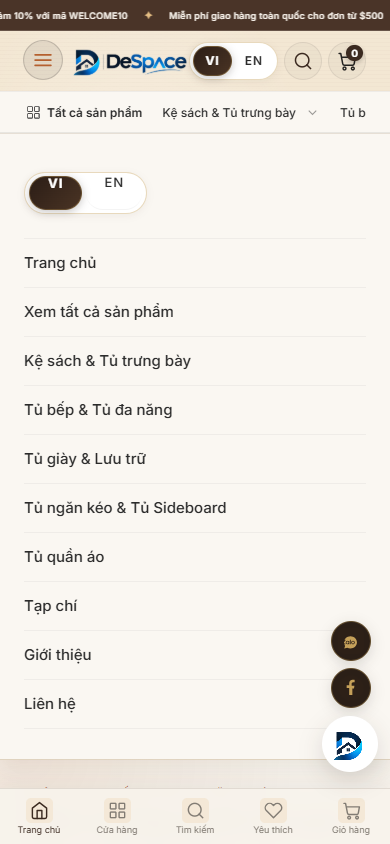 10% với mã WELCOME10 ✦ Miễn phí giao hàng toàn quốc cho đơn từ $500
DeSpace VI EN 0
Tất cả sản phẩm Kệ sách & Tủ trưng bày Tủ b
VI EN
Trang chủ
Xem tất cả sản phẩm
Kệ sách & Tủ trưng bày
Tủ bếp & Tủ đa năng
Tủ giày & Lưu trữ
Tủ ngăn kéo & Tủ Sideboard
Tủ quần áo
Tạp chí
Giới thiệu
Liên hệ
Zalo
Trang chủ Cửa hàng Tìm kiếm Yêu thích Giỏ hàng